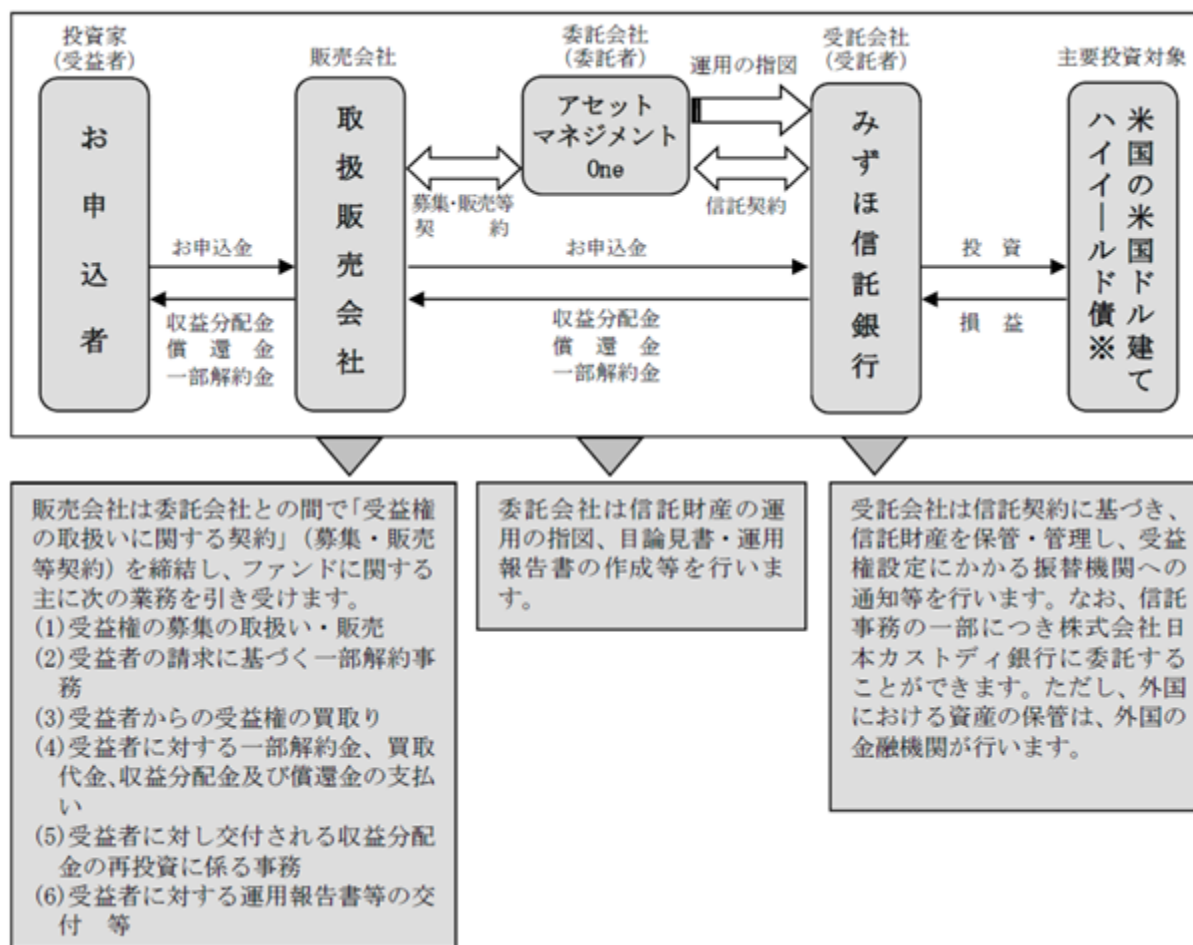 投資家
(受益者)
お申込者
販売会社
取扱販売会社
委託会社
(委託者)
アセット
マネジメント
One
運用の指図
受託会社
(受託者)
みずほ信託銀行
主要投資対象
米国の米国ドル建て
ハイイールド債※
募集・販売等
契　約
信託契約
お申込金
お申込金
投　資
収益分配金
償　還　金
一部解約金
収益分配金
償　還　金
一部解約金
損　益
販売会社は委託会社との間で「受益権
の取扱いに関する契約」（募集・販売
等契約）を締結し、ファンドに関する
主に次の業務を引き受けます。
(1)受益権の募集の取扱い・販売
(2)受益者の請求に基づく一部解約事
務
(3)受益者からの受益権の買取り
(4)受益者に対する一部解約金、買取
代金、収益分配金及び償還金の支払
い
(5)受益者に対し交付される収益分配
金の再投資に係る事務
(6)受益者に対する運用報告書等の交
付　等
委託会社は信託財産の運
用の指図、目論見書・運用
報告書の作成等を行いま
す。
受託会社は信託契約に基づき、
信託財産を保管・管理し、受益
権設定にかかる振替機関への
通知等を行います。なお、信託
事務の一部につき株式会社日
本カストディ銀行に委託する
ことができます。ただし、外国
における資産の保管は、外国の
金融機関が行います。